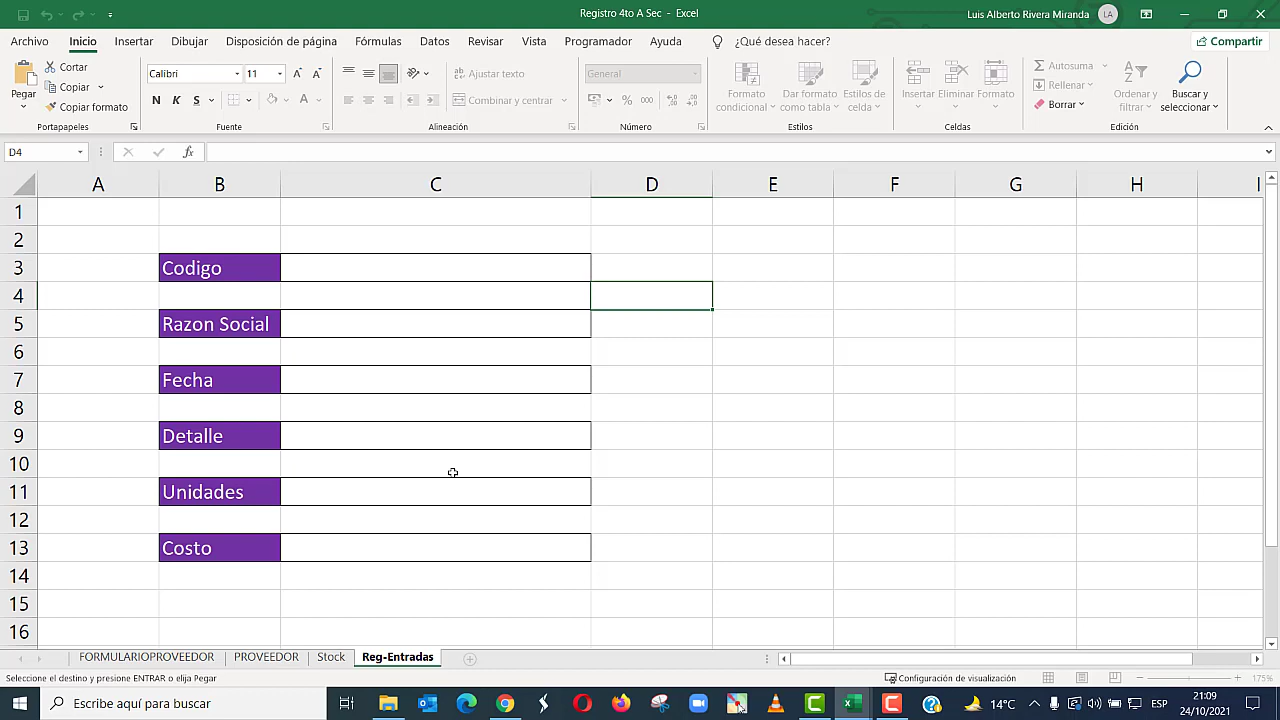 Registro 4to A Sec - Excel
Luis Alberto Rivera Miranda
LA
Archivo Inicio Insertar Dibujar Disposición de página Fórmulas Datos Revisar Vista Programador Ayuda ¿Qué desea hacer? Compartir
Pegar
Cortar
Copiar
Copiar formato
Portapapeles
Calibri 11
N K S
Fuente
Ajustar texto
Combinar y centrar
Alineación
General
% 000
Número
Formato condicional
Dar formato como tabla
Estilos de celda
Estilos
Insertar Eliminar Formato
Celdas
Autosuma
Rellenar
Borrar
Ordenar y filtrar
Buscar y seleccionar
Edición
D4
fx
A B C D E F G H I
1
2
3 Codigo
4
5 Razon Social
6
7 Fecha
8
9 Detalle
10
11 Unidades
12
13 Costo
14
15
16
FORMULARIOPROVEEDOR PROVEEDOR Stock Reg-Entradas
Seleccione el destino y presione ENTRAR o elija Pegar
Configuración de visualización
175%
Escribe aquí para buscar
14°C
ESP
21:09
24/10/2021